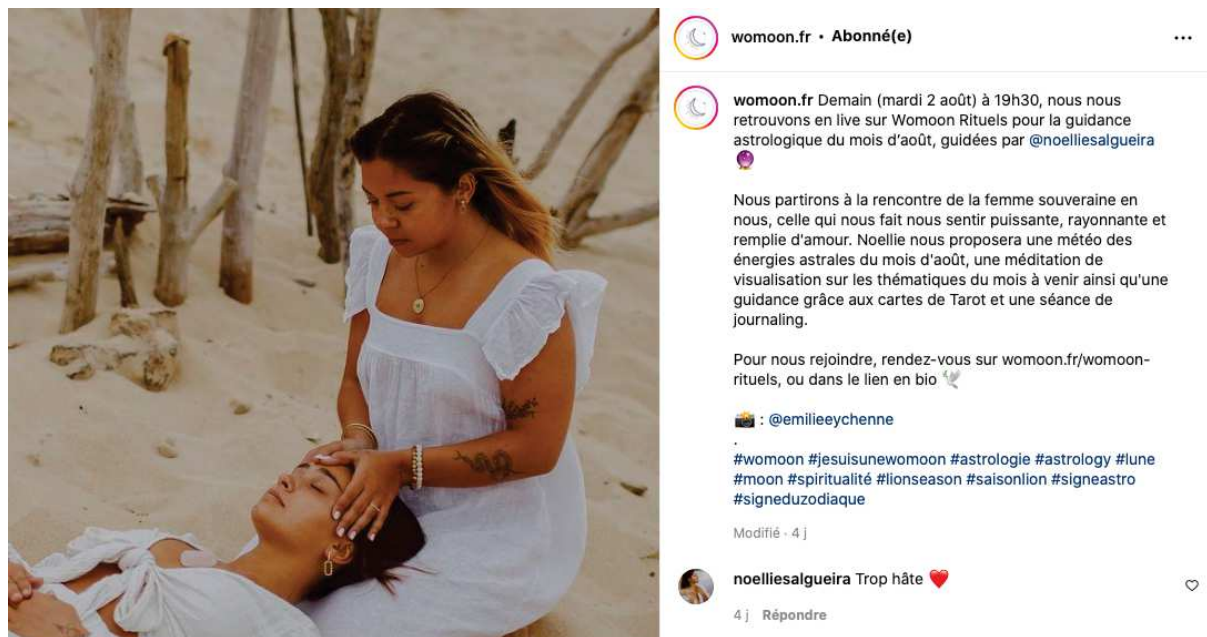 womoon.fr • Abonné(e)
womoon.fr Demain (mardi 2 août) à 19h30, nous nous
retrouvons en live sur Womoon Rituels pour la guidance
astrologique du mois d’août, guidées par @noelliesalgueira
🔮
Nous partirons à la rencontre de la femme souveraine en
nous, celle qui nous fait nous sentir puissante, rayonnante et
remplie d'amour. Noellie nous proposera une météo des
énergies astrales du mois d'août, une méditation de
visualisation sur les thématiques du mois à venir ainsi qu'une
guidance grâce aux cartes de Tarot et une séance de
journaling.
Pour nous rejoindre, rendez-vous sur womoon.fr/womoon-
rituels, ou dans le lien en bio 🕊
📸 : @emilieeychenne
.
#womoon #jesuisunewomoon #astrologie #astrology #lune
#moon #spiritualité #lionseason #saisonlion #signeastro
#signeduzodiaque
Modifié · 4 j
noelliesalgueira Trop hâte ❤️
4 j Répondre